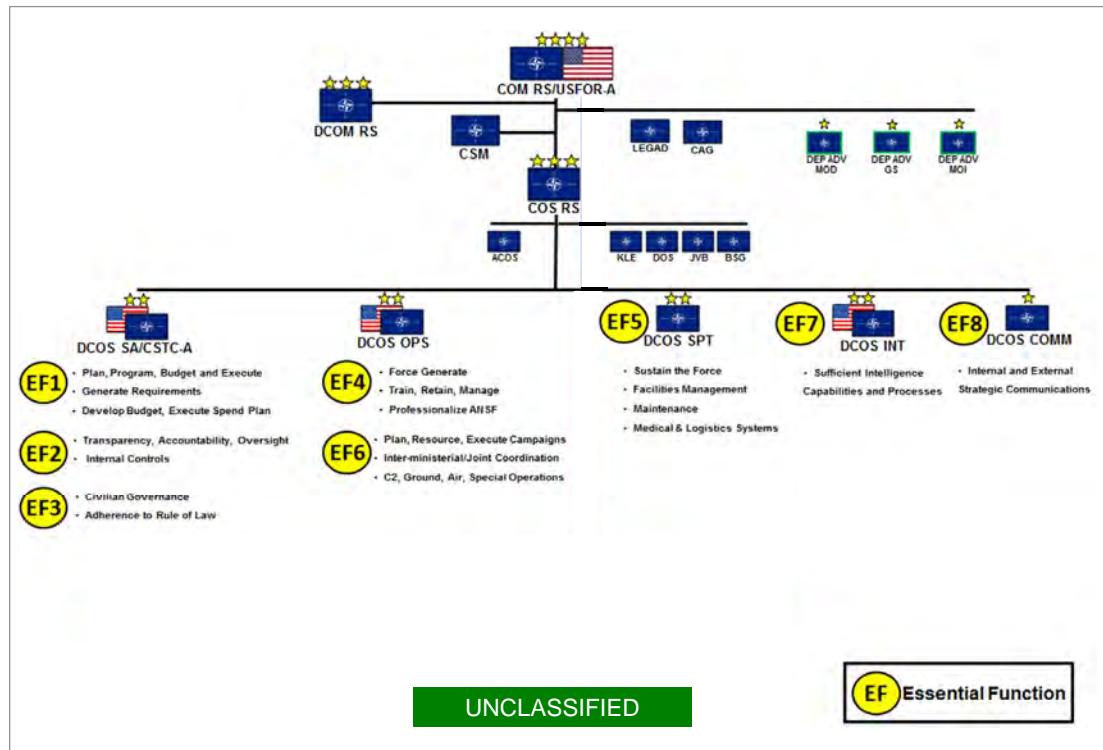 COM RS/USFOR-A
DCOM RS
CSM
LEGAD
CAG
DEP ADV
MOD
DEP ADV
GS
DEP ADV
MOI
COS RS
ACOS
KLE
DOS
JVB
BSG
DCOS SA/CSTC-A
EF1
· Plan, Program, Budget and Execute
· Generate Requirements
· Develop Budget, Execute Spend Plan
EF2
· Transparency, Accountability, Oversight
· Internal Controls
EF3
· Civilian Governance
· Adherence to Rule of Law
DCOS OPS
EF4
· Force Generate
· Train, Retain, Manage
· Professionalize ANSF
EF6
· Plan, Resource, Execute Campaigns
· Inter-ministerial/Joint Coordination
· C2, Ground, Air, Special Operations
EF5
DCOS SPT
· Sustain the Force
· Facilities Management
· Maintenance
· Medical & Logistics Systems
EF7
DCOS INT
· Sufficient Intelligence
Capabilities and Processes
EF8
DCOS COMM
· Internal and External
Strategic Communications
UNCLASSIFIED
EF Essential Function